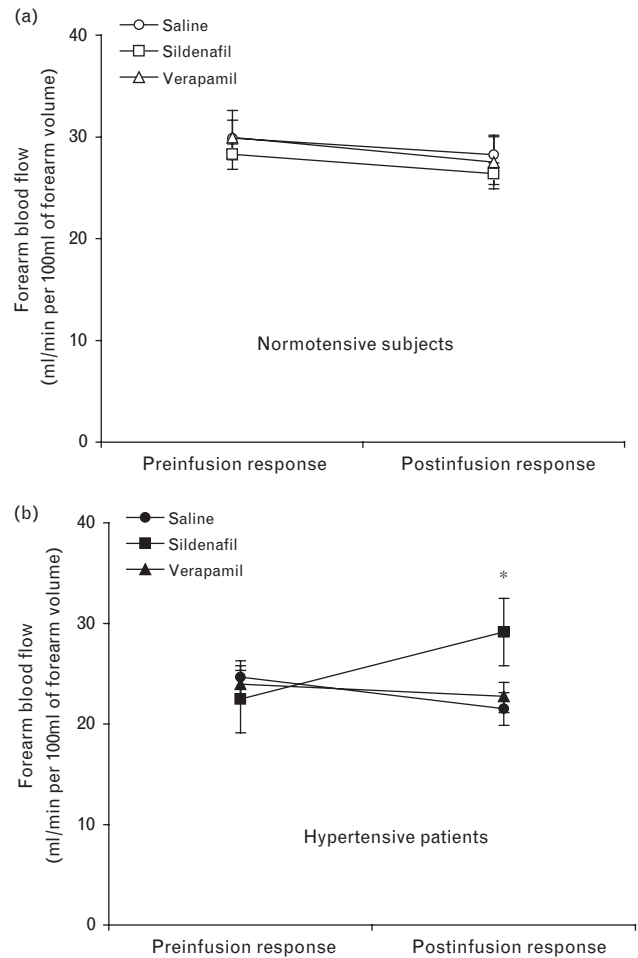 (a)
Saline
Sildenafil
Verapamil
40
30
20
10
0
Forearm blood flow
(ml/min per 100ml of forearm volume)
Normotensive subjects
Preinfusion response
Postinfusion response
(b)
Saline
Sildenafil
Verapamil
40
30
20
10
0
Forearm blood flow
(ml/min per 100ml of forearm volume)
*
Hypertensive patients
Preinfusion response
Postinfusion response